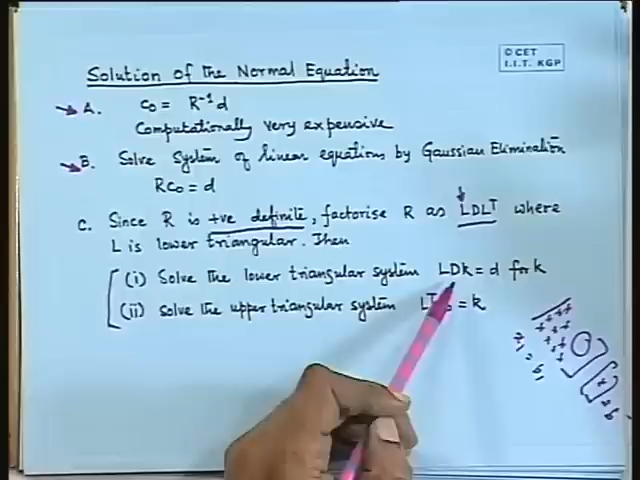 © CET
I.I.T. KGP
Solution of the Normal Equation
A. c₀ = R⁻¹d
Computationally very expensive
B. Solve system of linear equations by Gaussian Elimination
Rc₀ = d
C. Since R is +ve definite, factorise R as LDLᵀ where
L is lower triangular. Then
(i) Solve the lower triangular system LDk = d for k
(ii) Solve the upper triangular system Lᵀ = k